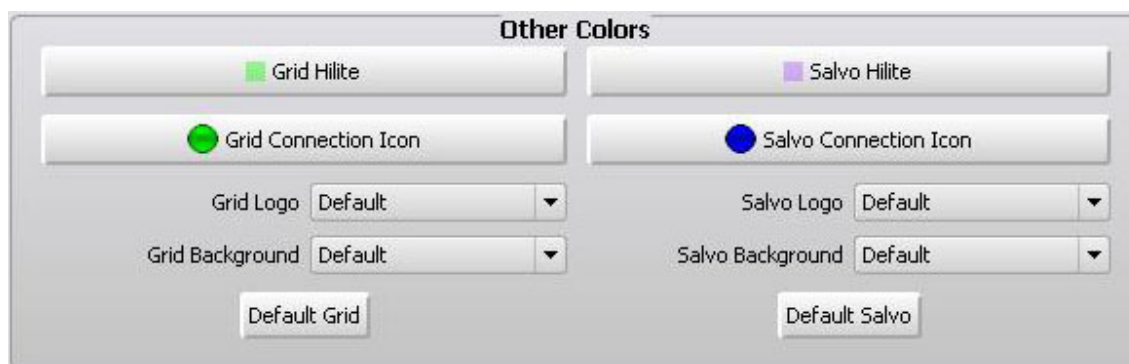 Other Colors
Grid Hilite
Salvo Hilite
Grid Connection Icon
Salvo Connection Icon
Grid Logo Default
Salvo Logo Default
Grid Background Default
Salvo Background Default
Default Grid
Default Salvo